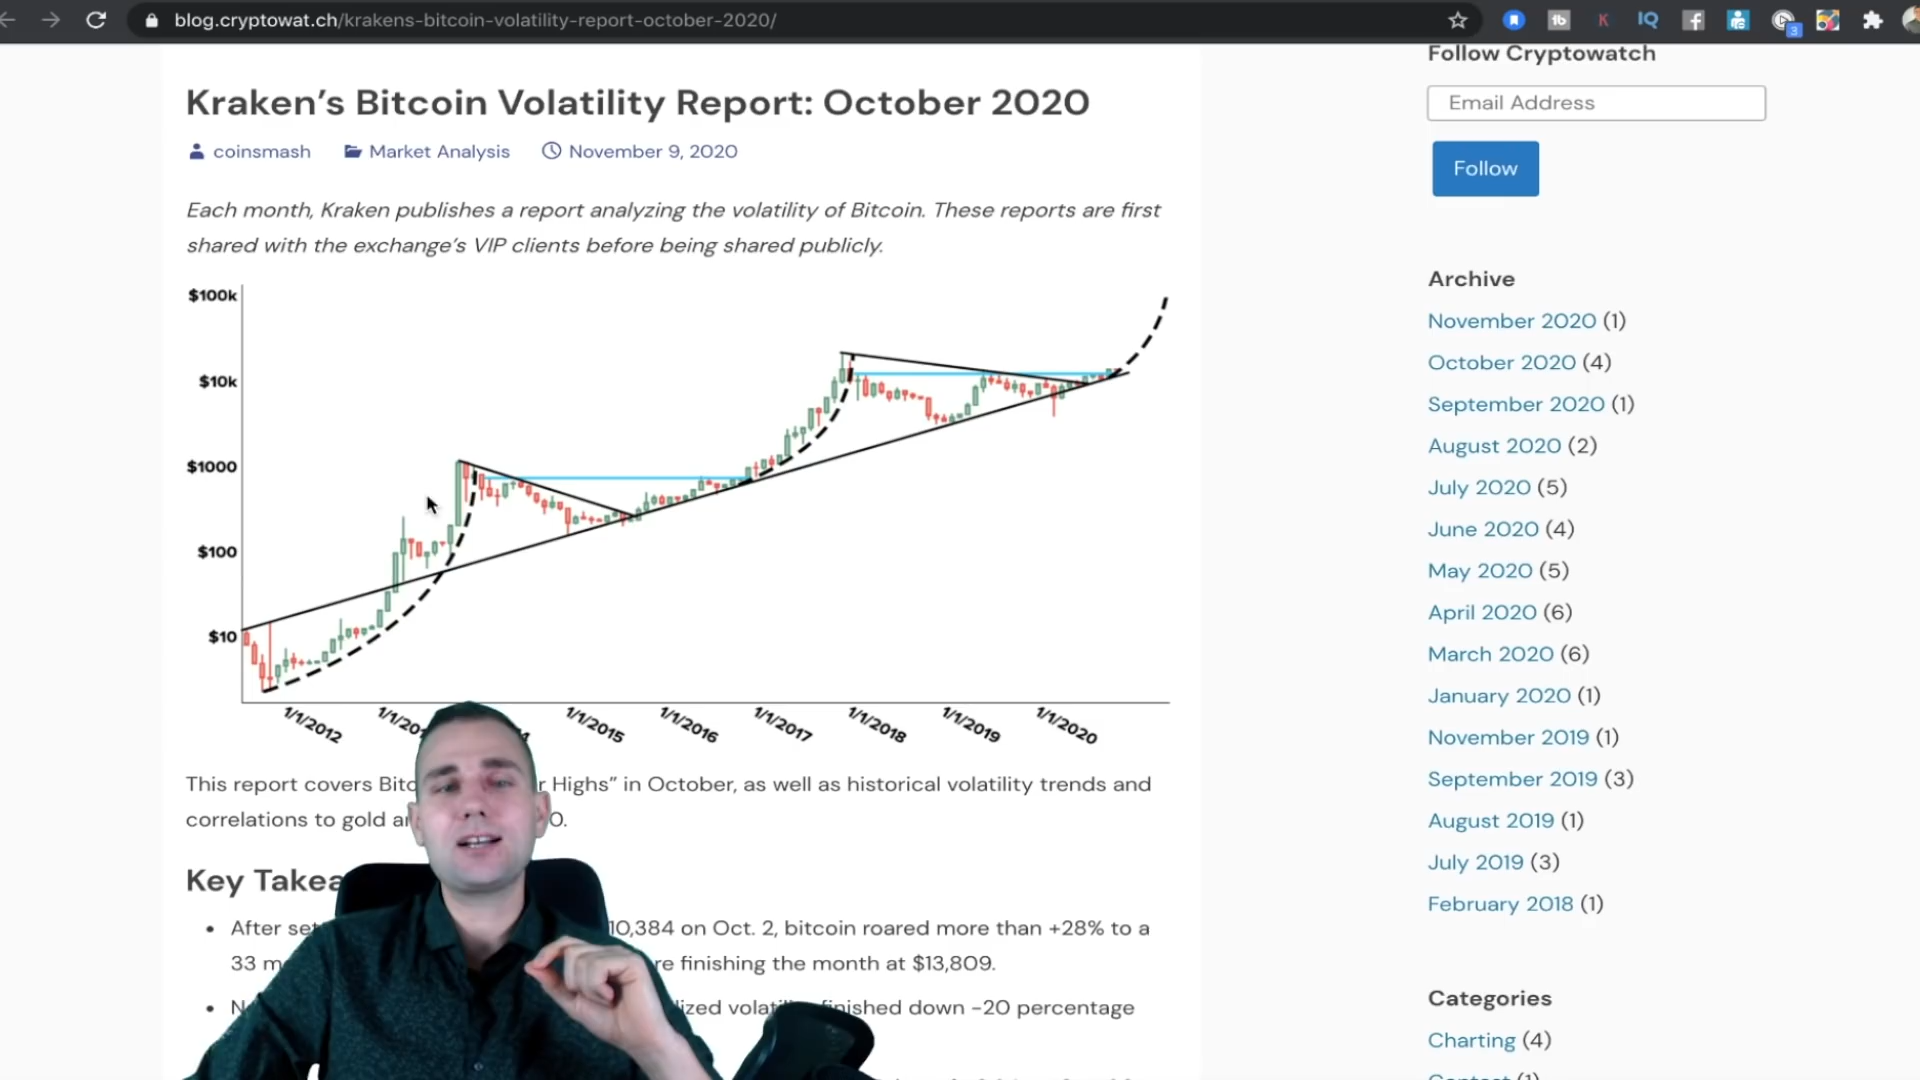 blog.cryptowat.ch/krakens-bitcoin-volatility-report-october-2020/
Kraken’s Bitcoin Volatility Report: October 2020
coinsmash Market Analysis November 9, 2020
Each month, Kraken publishes a report analyzing the volatility of Bitcoin. These reports are first
shared with the exchange’s VIP clients before being shared publicly.
$100k
$10k
$1000
$100
$10
1/1/2012
1/1/2015
1/1/2016
1/1/2017
1/1/2018
1/1/2019
1/1/2020
This report covers Highs” in October, as well as historical volatility trends and
correlations to gold
Key
After 10,384 on Oct. 2, bitcoin roared more than +28% to a
33 finishing the month at $13,809.
finished down -20 percentage
Follow Cryptowatch
Email Address
Follow
Archive
November 2020 (1)
October 2020 (4)
September 2020 (1)
August 2020 (2)
July 2020 (5)
June 2020 (4)
May 2020 (5)
April 2020 (6)
March 2020 (6)
January 2020 (1)
November 2019 (1)
September 2019 (3)
August 2019 (1)
July 2019 (3)
February 2018 (1)
Categories
Charting (4)